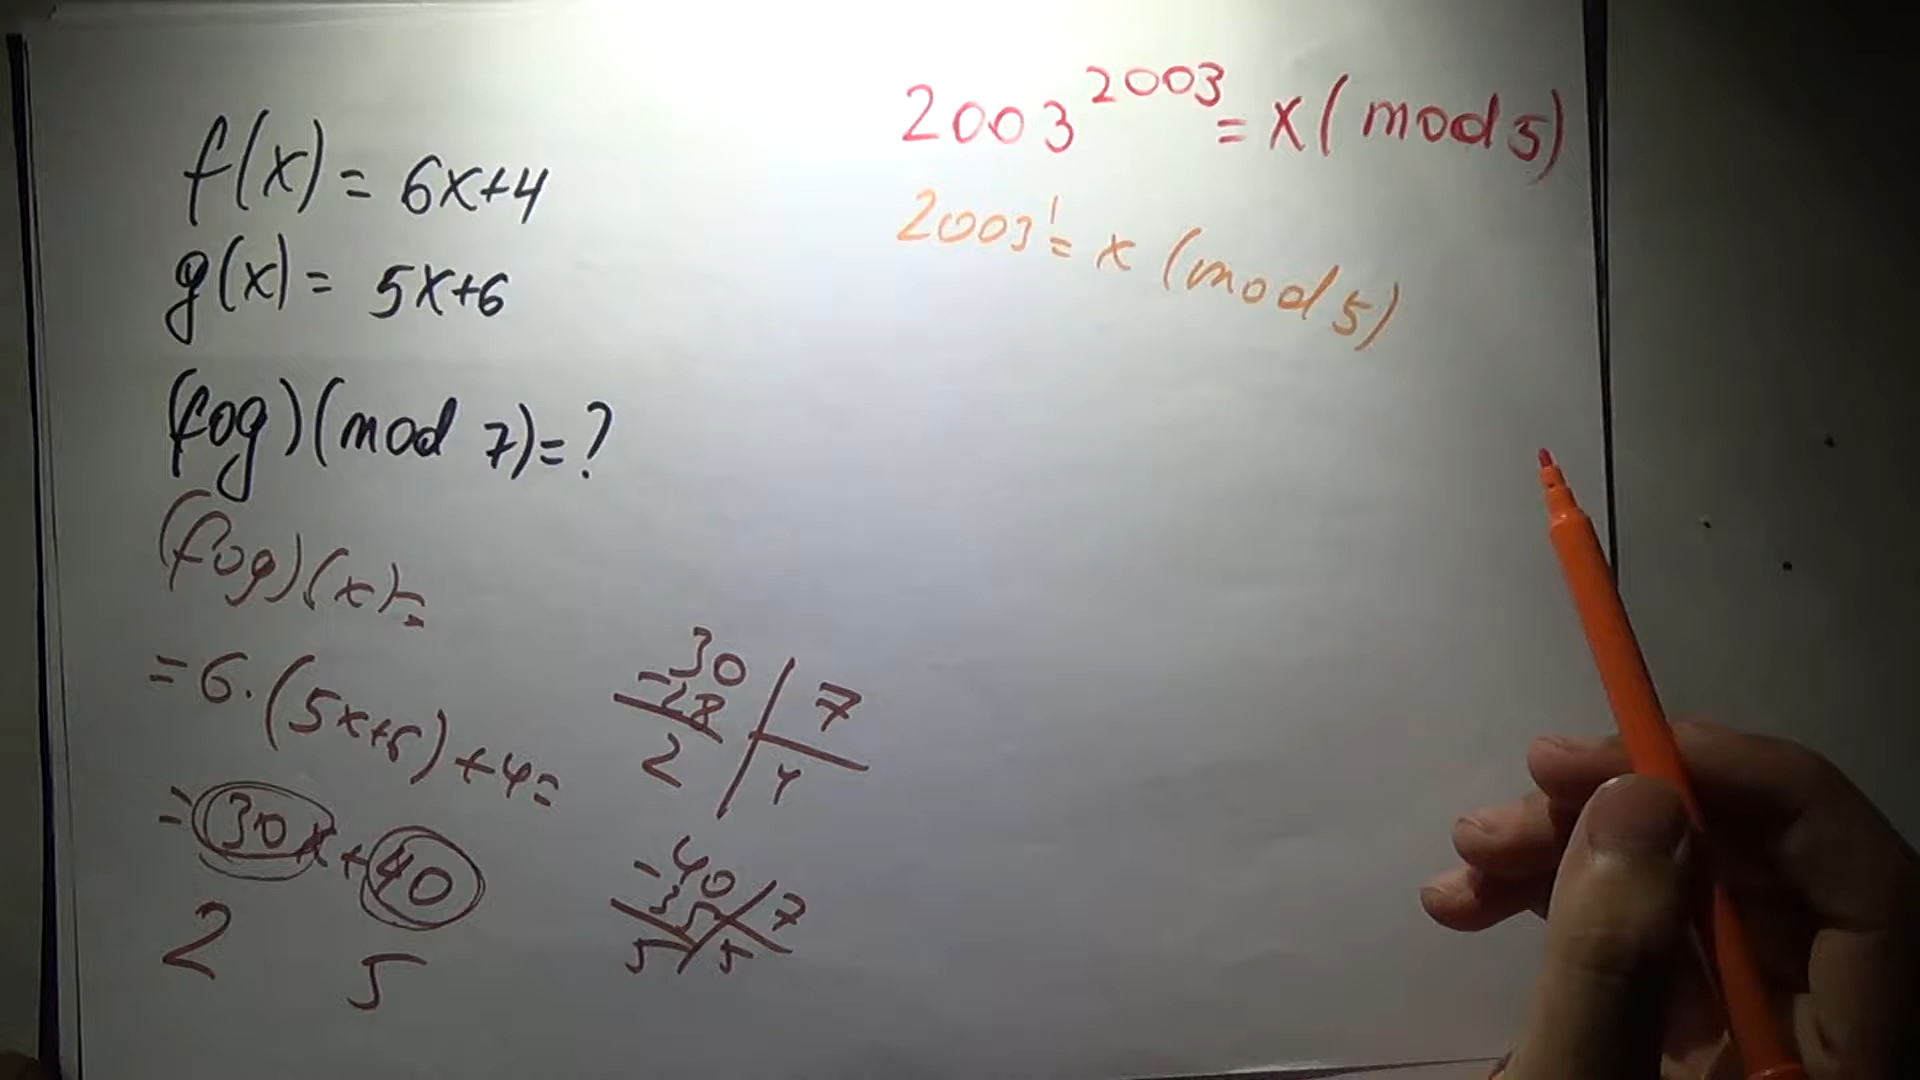 f(x) = 6x+4
g(x) = 5x+6
(fog)(mod 7)=?
(fog)(x)=
=6.(5x+6)+4=
=30x+40
2 5
30 7
-28
2 4
-40 7
35
5 5
2003^2003 = x (mod 5)
2003^1 = x (mod 5)